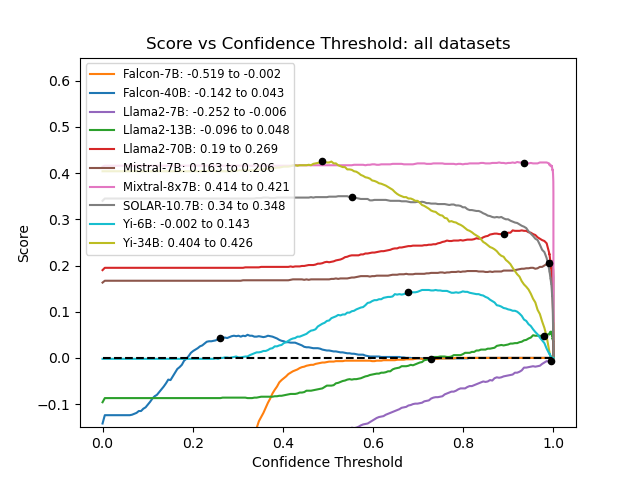 Score vs Confidence Threshold: all datasets
Falcon-7B: -0.519 to -0.002
Falcon-40B: -0.142 to 0.043
Llama2-7B: -0.252 to -0.006
Llama2-13B: -0.096 to 0.048
Llama2-70B: 0.19 to 0.269
Mistral-7B: 0.163 to 0.206
Mixtral-8x7B: 0.414 to 0.421
SOLAR-10.7B: 0.34 to 0.348
Yi-6B: -0.002 to 0.143
Yi-34B: 0.404 to 0.426
0.6
0.5
0.4
0.3
0.2
0.1
0.0
−0.1
Score
0.0 0.2 0.4 0.6 0.8 1.0
Confidence Threshold